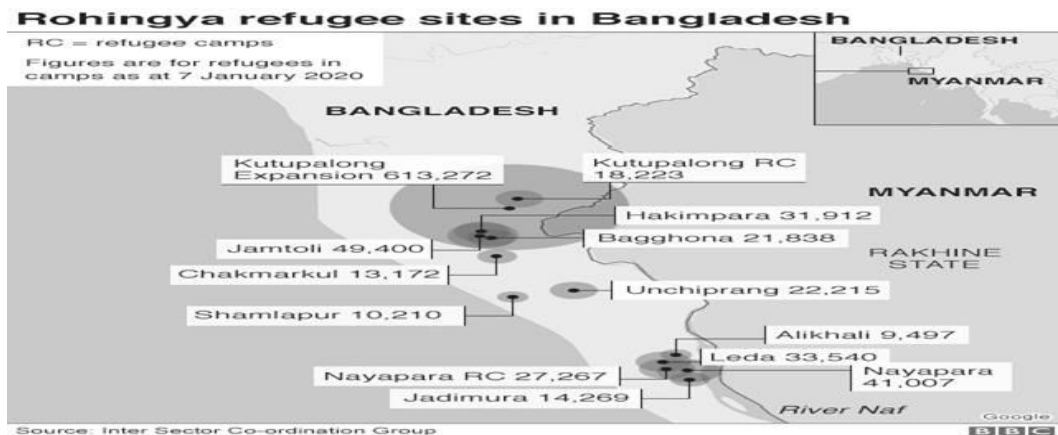 Rohingya refugee sites in Bangladesh
RC = refugee camps
Figures are for refugees in
camps as at 7 January 2020
BANGLADESH
MYANMAR
BANGLADESH
Kutupalong
Expansion 613,272
Kutupalong RC
18,223
MYANMAR
Hakimpara 31,912
Jamtoli 49,400
Bagghona 21,838
RAKHINE
STATE
Chakmarkul 13,172
Unchiprang 22,215
Shamlapur 10,210
Alikhali 9,497
Leda 33,540
Nayapara RC 27,267
Nayapara
41,007
Jadimura 14,269
River Naf
Google
Source: Inter Sector Co-ordination Group
BBC